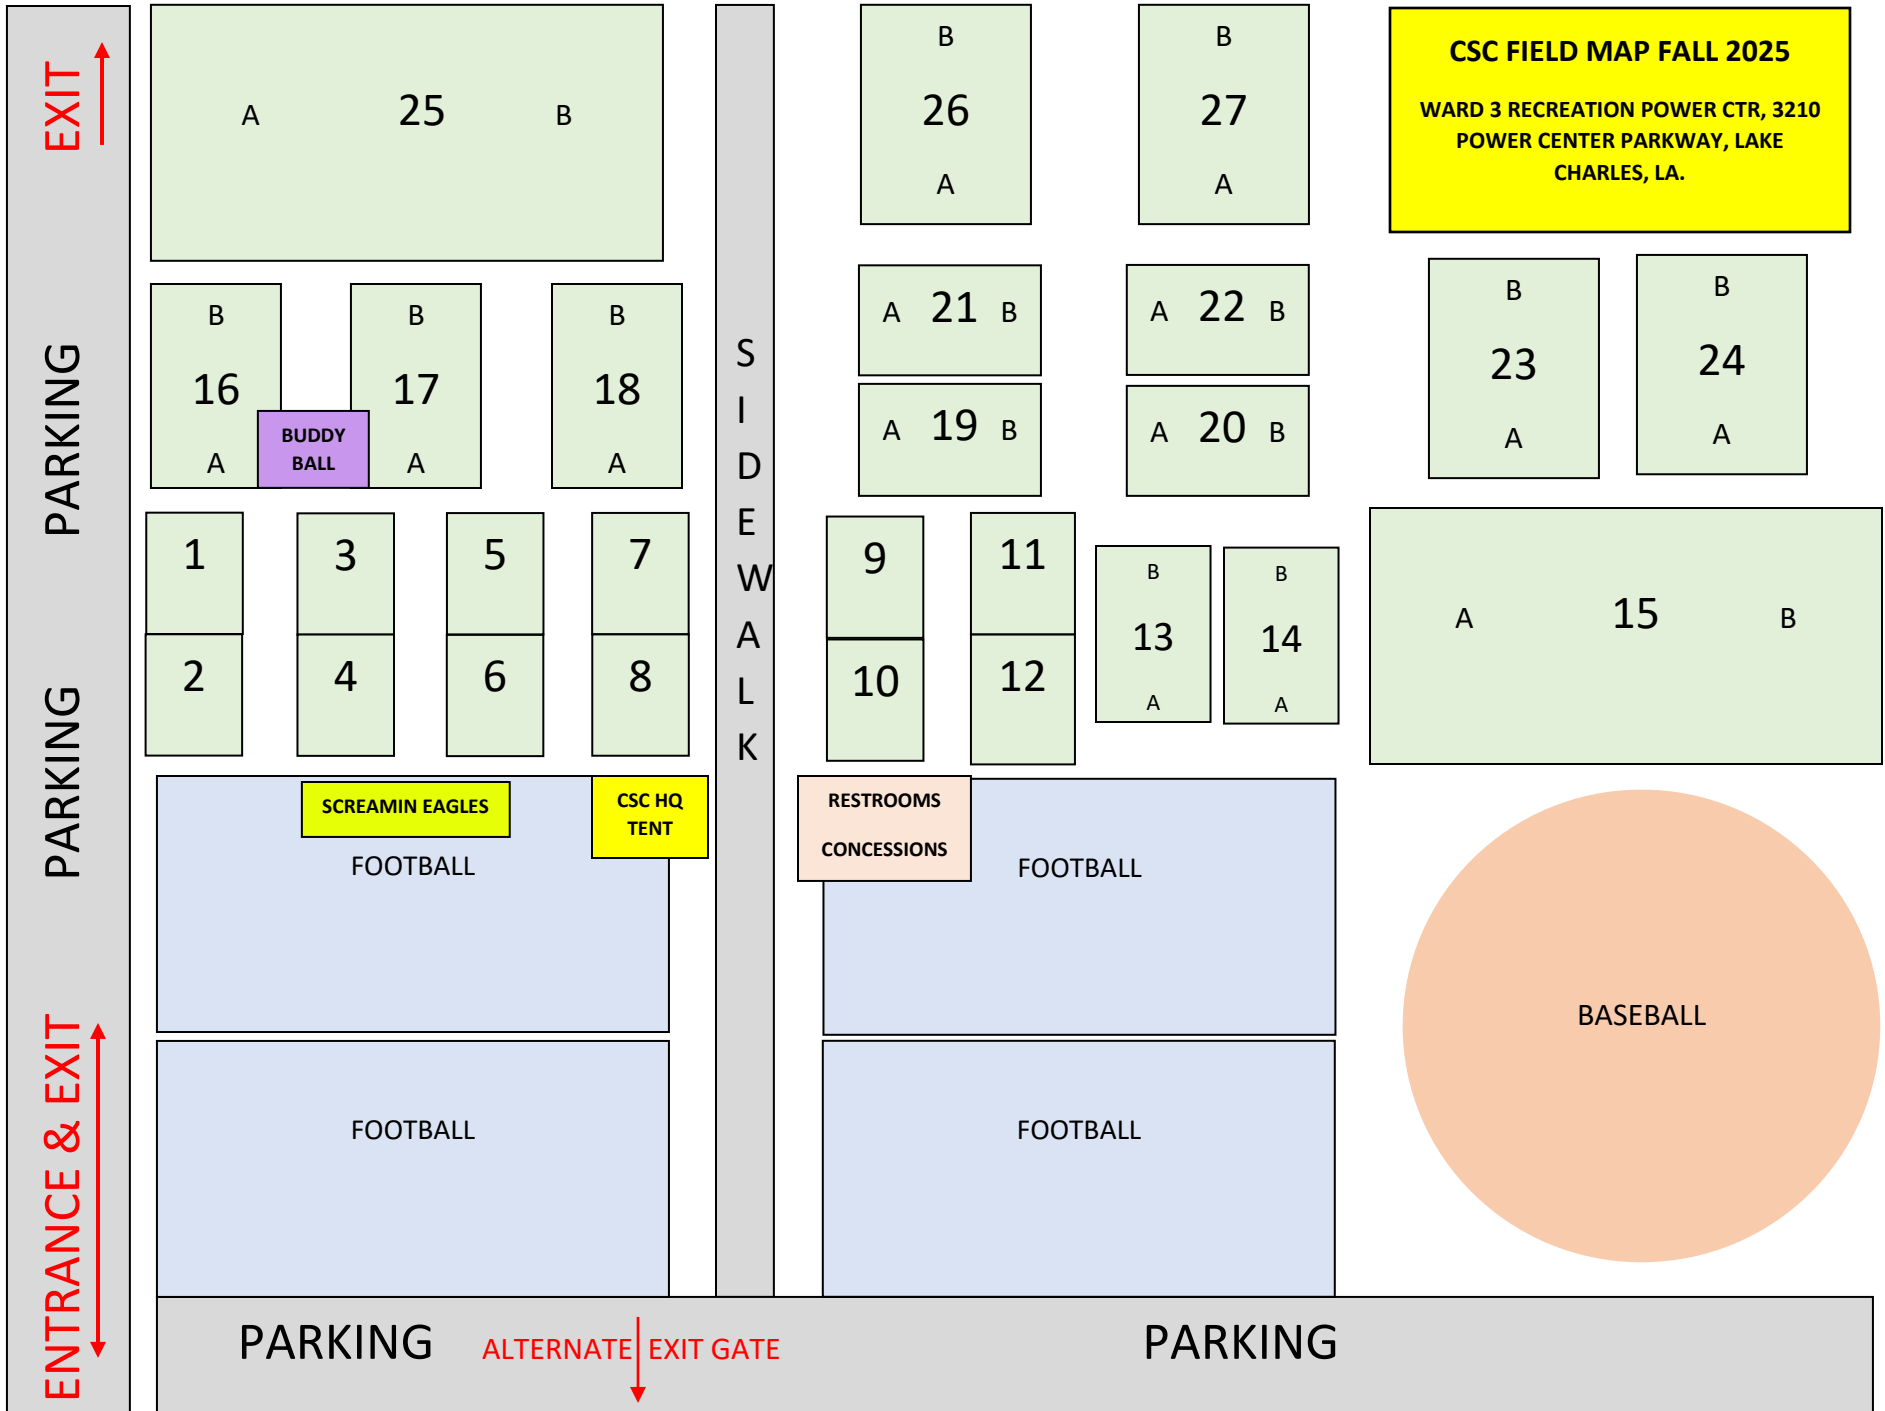 CSC FIELD MAP FALL 2025
WARD 3 RECREATION POWER CTR, 3210
POWER CENTER PARKWAY, LAKE
CHARLES, LA.
EXIT
PARKING
PARKING
ENTRANCE & EXIT
A 25 B
B
26
A
B
27
A
B
16
A
B
17
A
B
18
A
BUDDY
BALL
SIDEWALK
A 21 B
A 22 B
A 19 B
A 20 B
B
23
A
B
24
A
1
3
5
7
2
4
6
8
9
11
10
12
B
13
A
B
14
A
A 15 B
SCREAMIN EAGLES
CSC HQ
TENT
FOOTBALL
RESTROOMS
CONCESSIONS
FOOTBALL
BASEBALL
FOOTBALL
FOOTBALL
PARKING
ALTERNATE EXIT GATE
PARKING